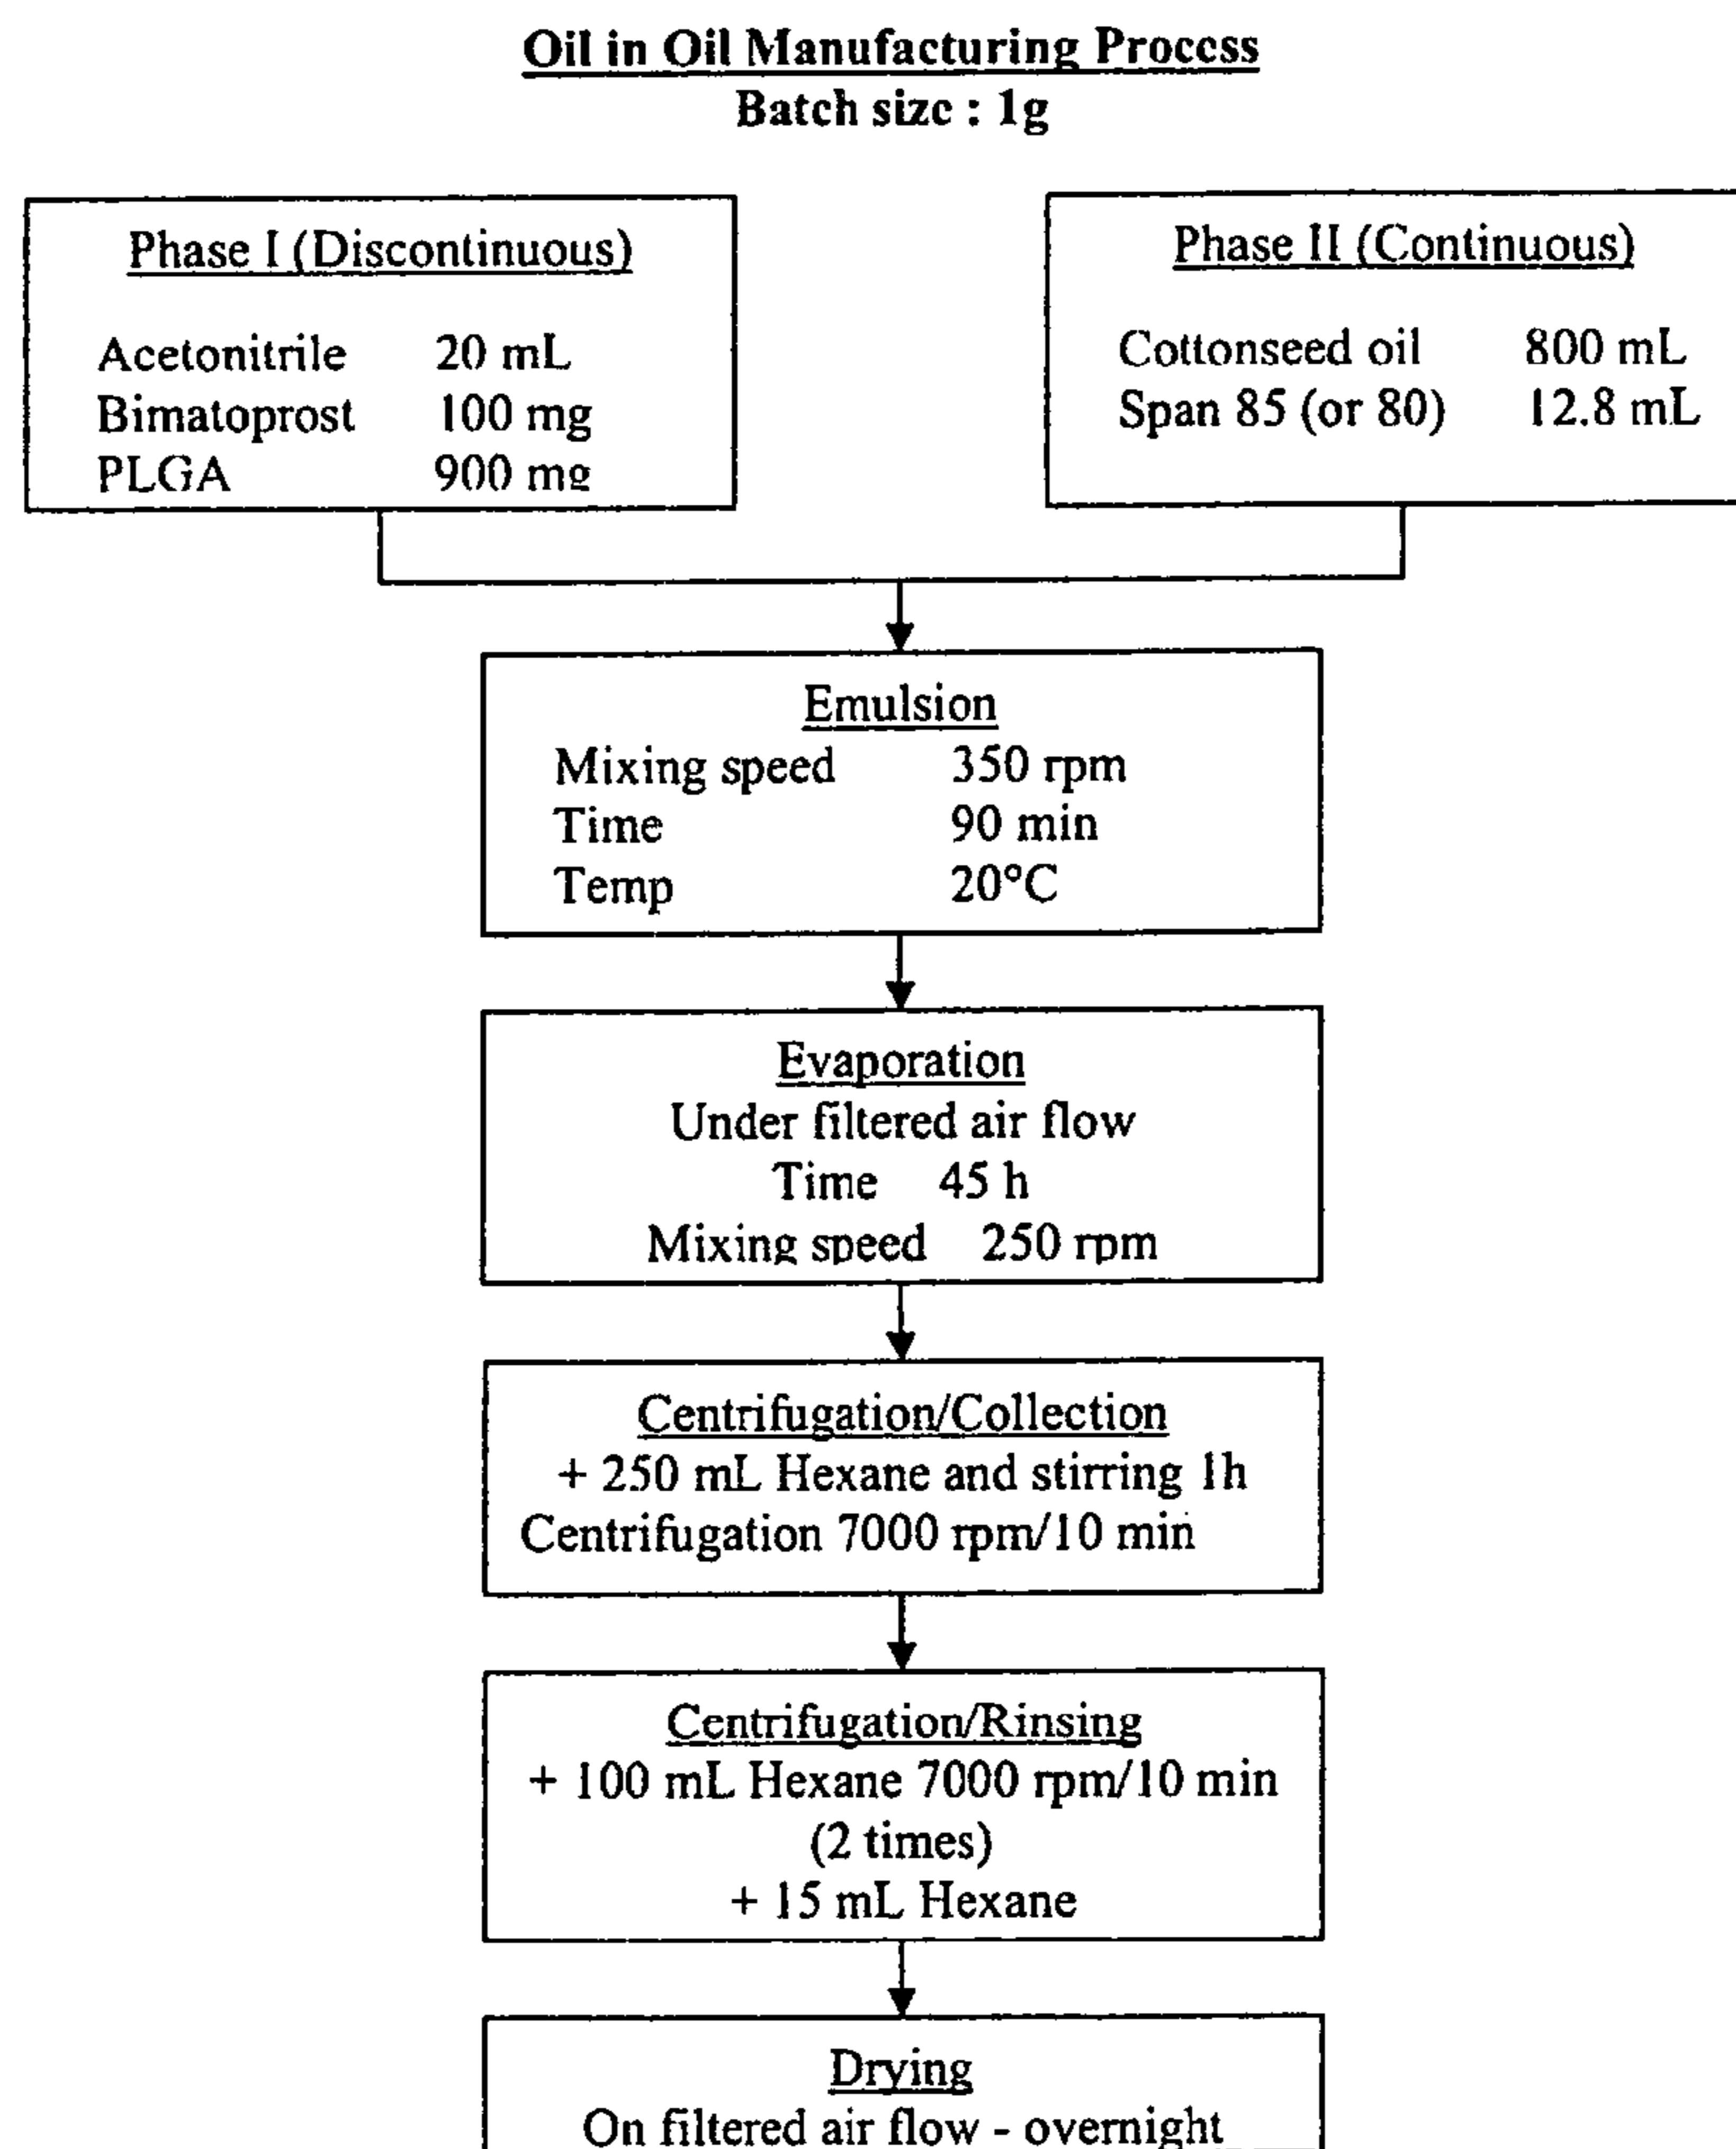 Oil in Oil Manufacturing Process
Batch size : 1g
Phase I (Discontinuous)
Acetonitrile 20 mL
Bimatoprost 100 mg
PLGA 900 mg
Phase II (Continuous)
Cottonseed oil 800 mL
Span 85 (or 80) 12.8 mL
Emulsion
Mixing speed 350 rpm
Time 90 min
Temp 20°C
Evaporation
Under filtered air flow
Time 45 h
Mixing speed 250 rpm
Centrifugation/Collection
+ 250 mL Hexane and stirring 1h
Centrifugation 7000 rpm/10 min
Centrifugation/Rinsing
+ 100 mL Hexane 7000 rpm/10 min
(2 times)
+ 15 mL Hexane
Drying
On filtered air flow - overnight